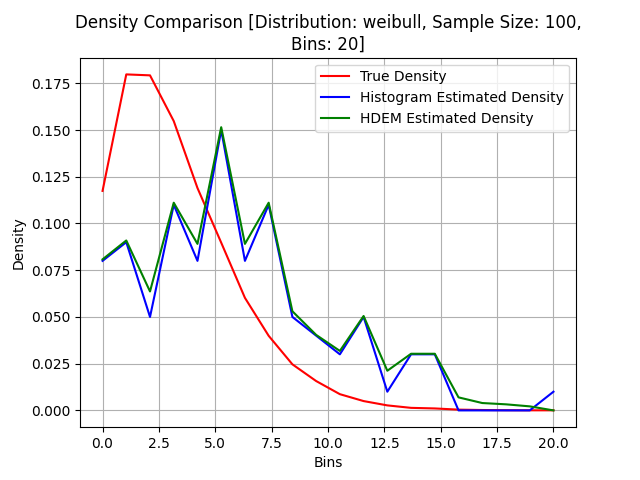 Density Comparison [Distribution: weibull, Sample Size: 100,
Bins: 20]
True Density
Histogram Estimated Density
HDEM Estimated Density
Density
0.175
0.150
0.125
0.100
0.075
0.050
0.025
0.000
0.0 2.5 5.0 7.5 10.0 12.5 15.0 17.5 20.0
Bins